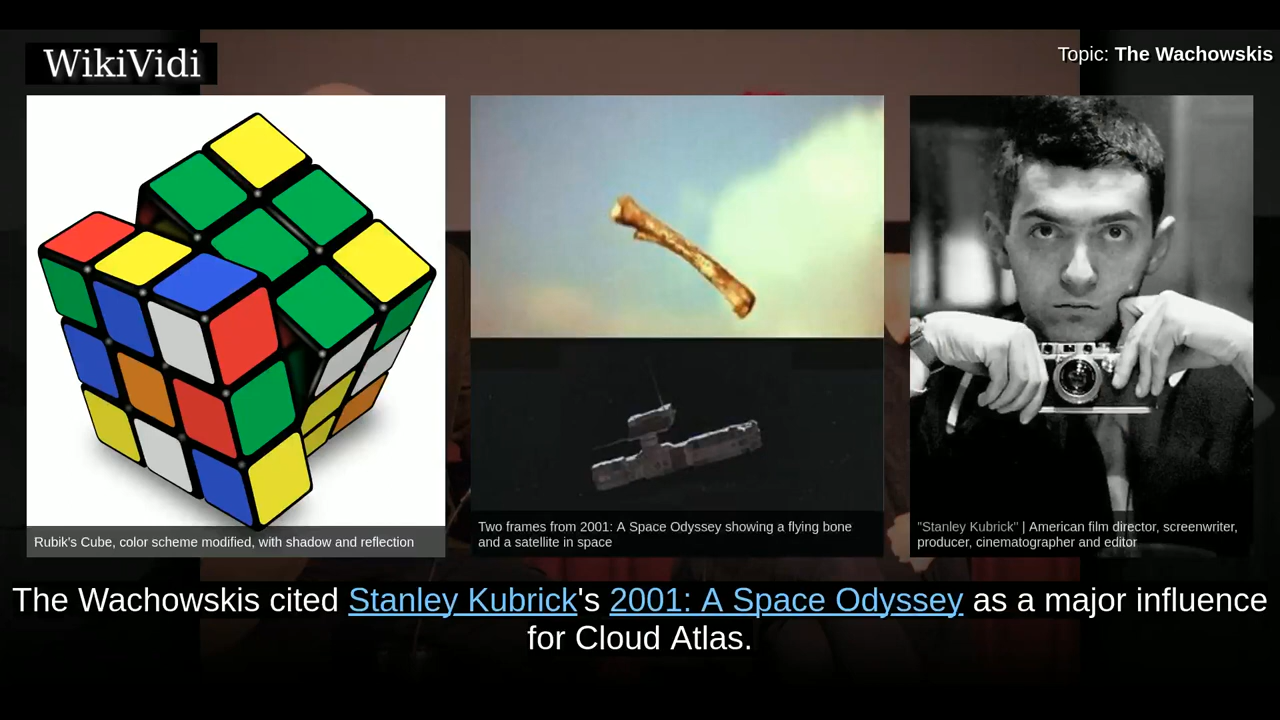 WikiVidi
Topic: The Wachowskis
Rubik's Cube, color scheme modified, with shadow and reflection
Two frames from 2001: A Space Odyssey showing a flying bone
and a satellite in space
"Stanley Kubrick" | American film director, screenwriter,
producer, cinematographer and editor
The Wachowskis cited Stanley Kubrick's 2001: A Space Odyssey as a major influence
for Cloud Atlas.